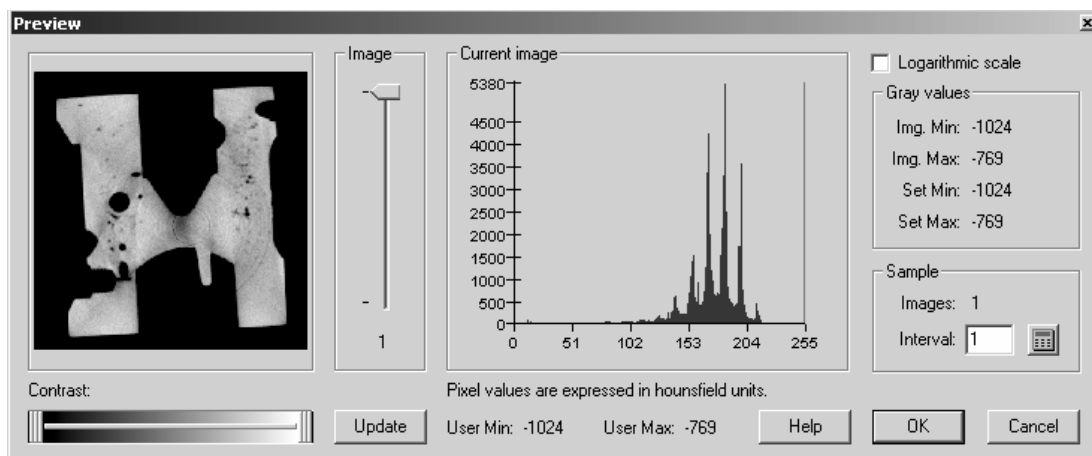 Preview
Image
1
Current image
5380
4500
4000
3500
3000
2500
2000
1500
1000
500
0
0 51 102 153 204 255
Logarithmic scale
Gray values
Img. Min: -1024
Img. Max: -769
Set Min: -1024
Set Max: -769
Sample
Images: 1
Interval: 1
Contrast:
Pixel values are expressed in hounsfield units.
Update
User Min: -1024 User Max: -769
Help
OK
Cancel